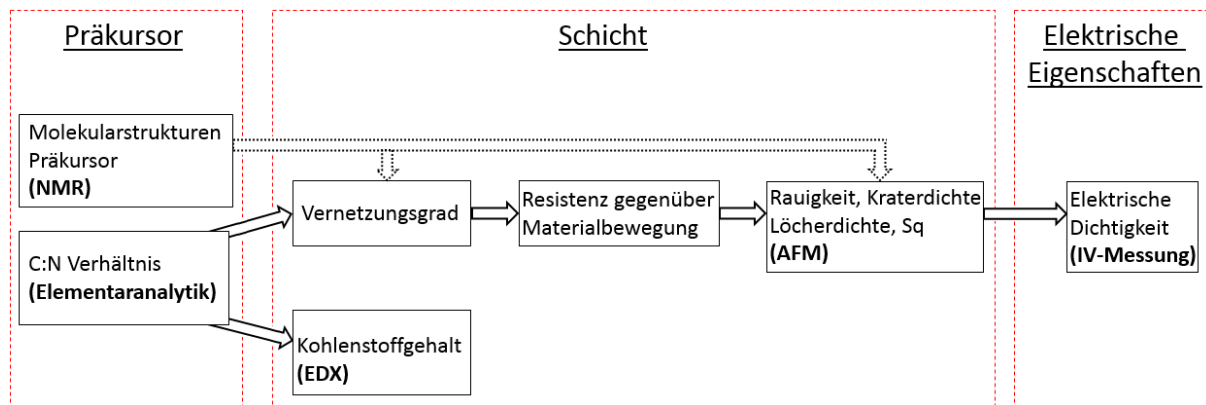 Präkursor
Schicht
Elektrische
Eigenschaften
Molekularstrukturen
Präkursor
(NMR)
Vernetzungsgrad
Resistenz gegenüber
Materialbewegung
Rauigkeit, Kraterdichte
Löcherdichte, Sq
(AFM)
Elektrische
Dichtigkeit
(IV-Messung)
C:N Verhältnis
(Elementaranalytik)
Kohlenstoffgehalt
(EDX)